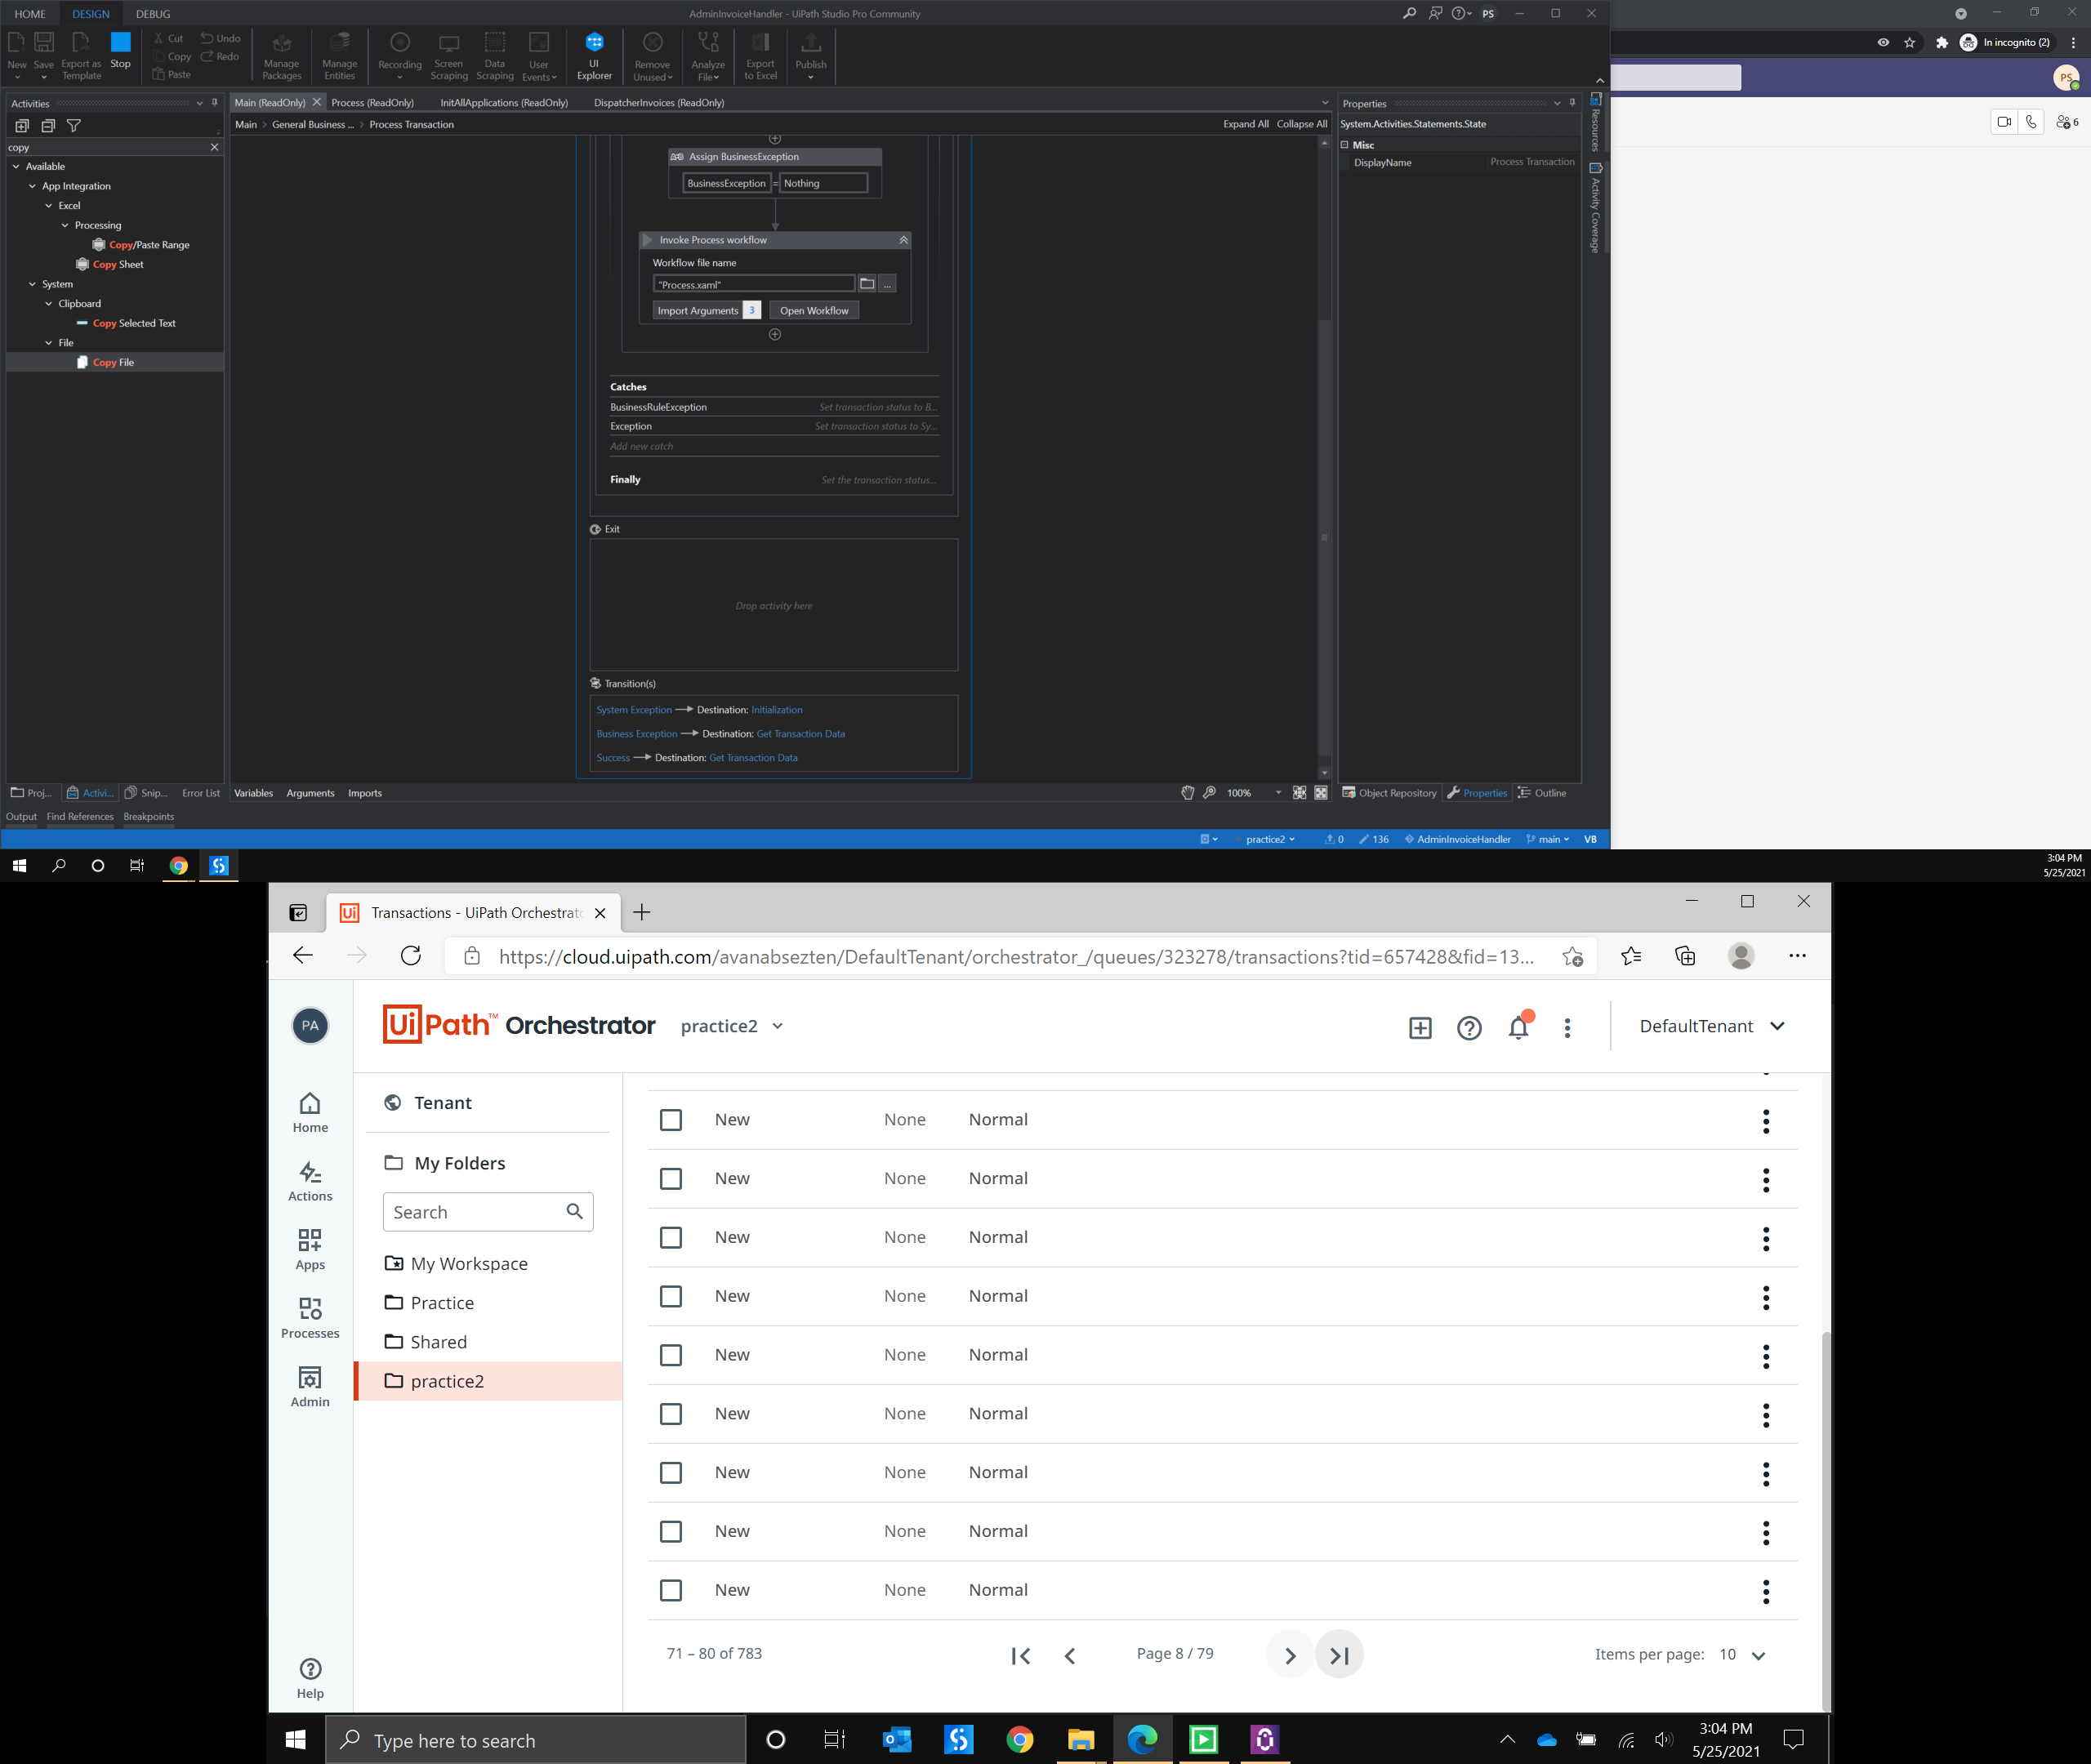 HOME DESIGN DEBUG
AdminInvoiceHandler - UiPath Studio Pro Community
PS
In incognito (2)
New
Save
Export as Template
Stop
Cut
Copy
Paste
Undo
Redo
Manage Packages
Manage Entities
Recording
Screen Scraping
Data Scraping
User Events
UI Explorer
Remove Unused
Analyze File
Export to Excel
Publish
PS
6
Activities
copy
Available
App Integration
Excel
Processing
Copy/Paste Range
Copy Sheet
System
Clipboard
Copy Selected Text
File
Copy File
Main (ReadOnly) Process (ReadOnly) InitAllApplications (ReadOnly) DispatcherInvoices (ReadOnly)
Main > General Business ... > Process Transaction
Expand All Collapse All
Assign BusinessException
BusinessException = Nothing
Invoke Process workflow
Workflow file name
"Process.xaml"
...
Import Arguments 3 Open Workflow
Catches
BusinessRuleException Set transaction status to B...
Exception Set transaction status to Sy...
Add new catch
Finally Set the transaction status...
Exit
Drop activity here
Transition(s)
System Exception Destination: Initialization
Business Exception Destination: Get Transaction Data
Success Destination: Get Transaction Data
Properties
System.Activities.Statements.State
Misc
DisplayName Process Transaction
Resources
Activity Coverage
Proj... Activi... Snip... Error List
Variables Arguments Imports
100%
Object Repository Properties Outline
Output Find References Breakpoints
practice2 0 136 AdminInvoiceHandler main VB
3:04 PM
5/25/2021
Transactions - UiPath Orchestrato
https://cloud.uipath.com/avanabsezten/DefaultTenant/orchestrator_/queues/323278/transactions?tid=657428&fid=13...
PA
UiPath™ Orchestrator practice2
DefaultTenant
Home
Actions
Apps
Processes
Admin
Help
Tenant
My Folders
Search
My Workspace
Practice
Shared
practice2
New None Normal
New None Normal
New None Normal
New None Normal
New None Normal
New None Normal
New None Normal
New None Normal
New None Normal
71 – 80 of 783
Page 8 / 79
Items per page: 10
Type here to search
3:04 PM
5/25/2021